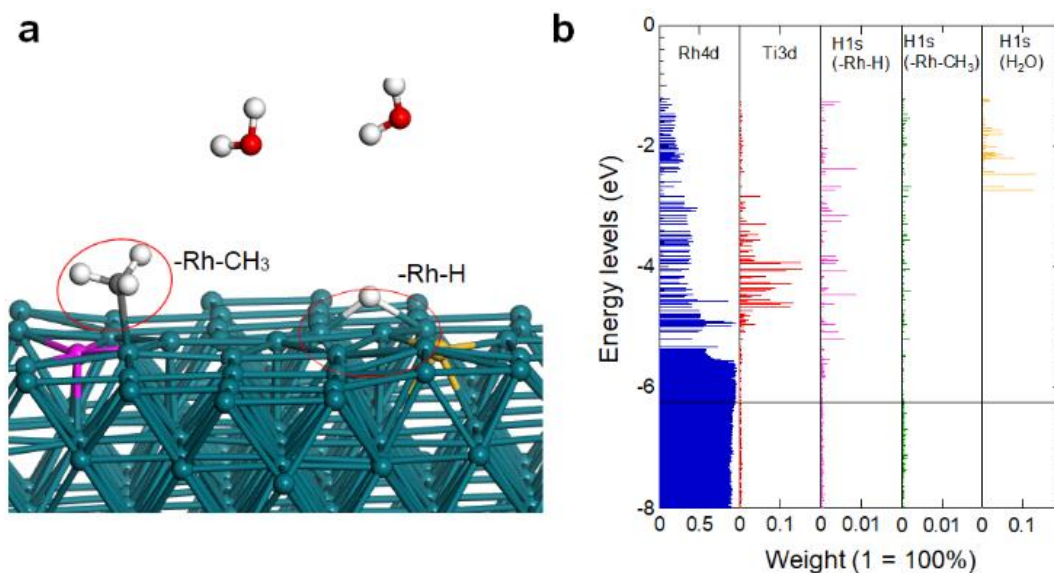 a
-Rh-CH₃
-Rh-H
b
Energy levels (eV)
0
-2
-4
-6
-8
Rh4d
Ti3d
H1s
(-Rh-H)
H1s
(-Rh-CH₃)
H1s
(H₂O)
0 0.5 0 0.1 0 0.01 0 0.01 0 0.1
Weight (1 = 100%)